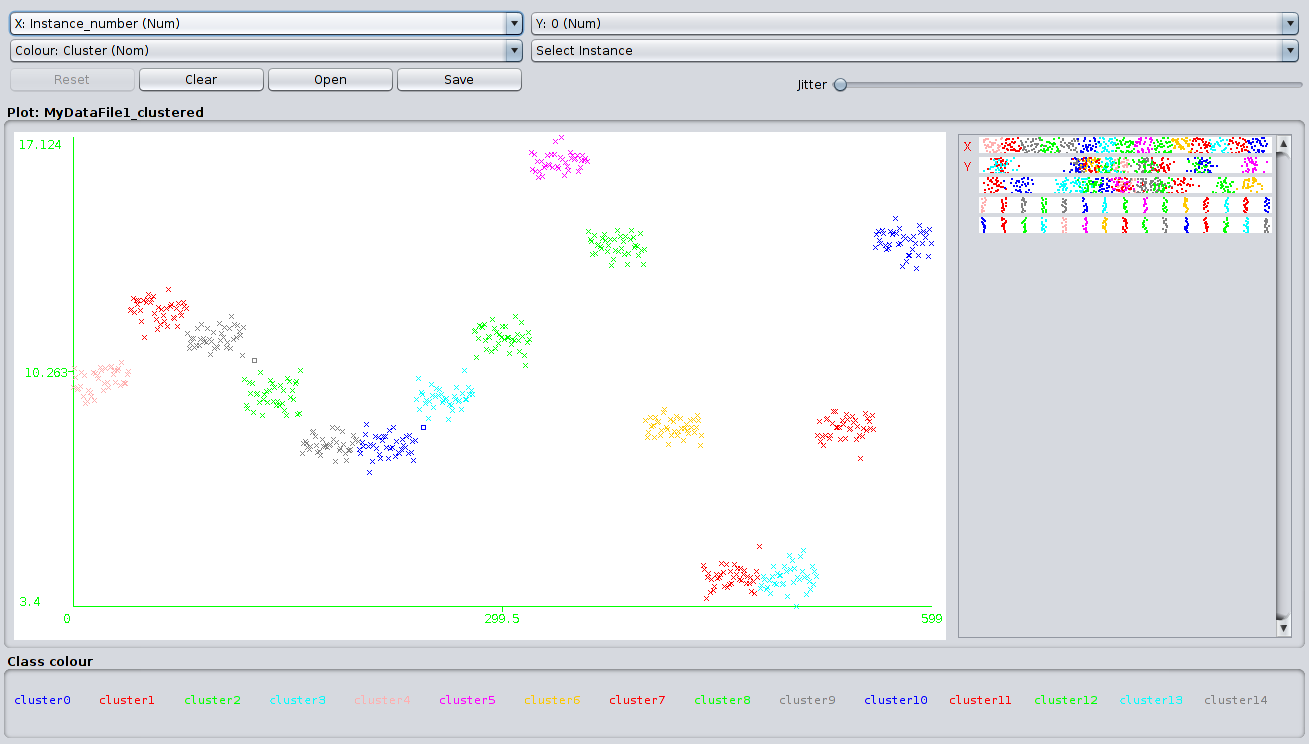 X: Instance_number (Num) Y: 0 (Num)
Colour: Cluster (Nom) Select Instance
Reset Clear Open Save Jitter
Plot: MyDataFile1_clustered
17.124
10.263
3.4
0 299.5 599
X
Y
Class colour
cluster0 cluster1 cluster2 cluster3 cluster4 cluster5 cluster6 cluster7 cluster8 cluster9 cluster10 cluster11 cluster12 cluster13 cluster14